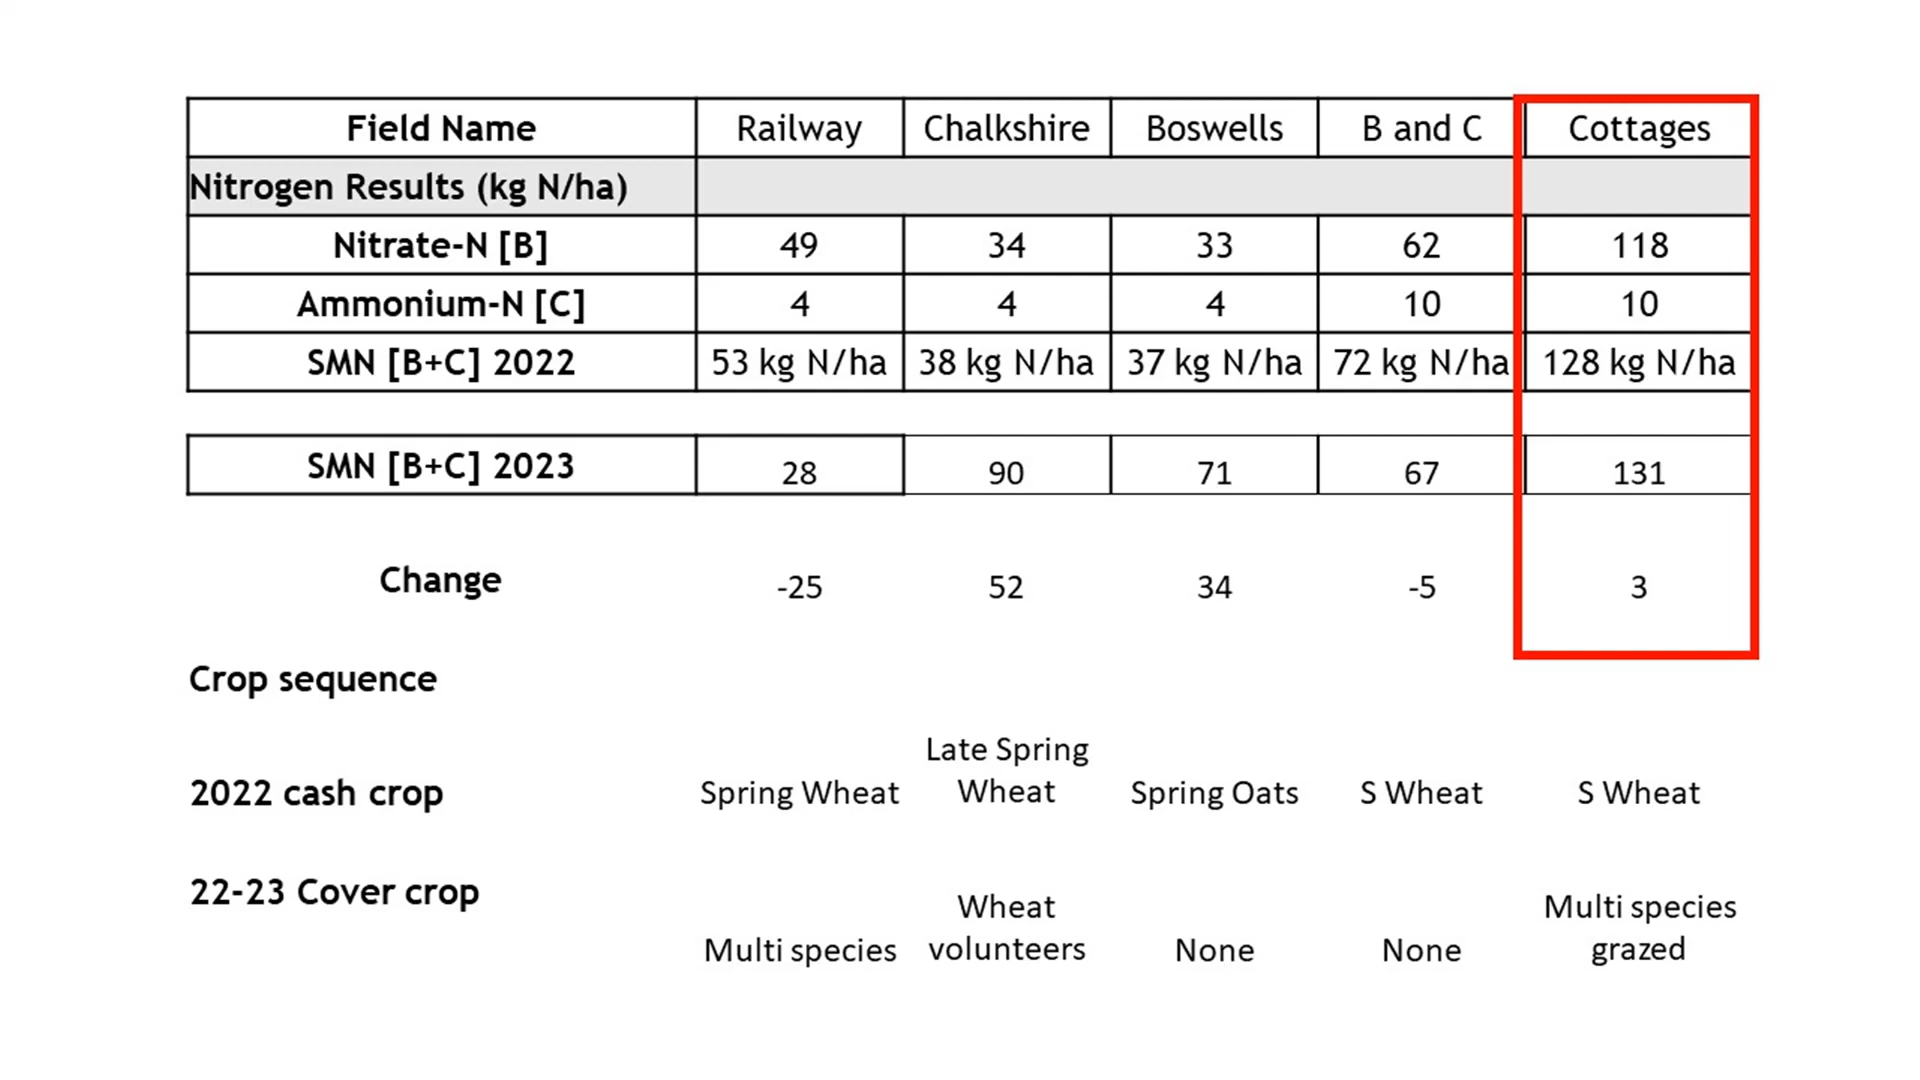 Field Name Railway Chalkshire Boswells B and C Cottages
Nitrogen Results (kg N/ha)
Nitrate-N [B] 49 34 33 62 118
Ammonium-N [C] 4 4 4 10 10
SMN [B+C] 2022 53 kg N/ha 38 kg N/ha 37 kg N/ha 72 kg N/ha 128 kg N/ha
SMN [B+C] 2023 28 90 71 67 131
Change -25 52 34 -5 3
Crop sequence
Late Spring
2022 cash crop Spring Wheat Wheat Spring Oats S Wheat S Wheat
22-23 Cover crop
Wheat Multi species
Multi species volunteers None None grazed